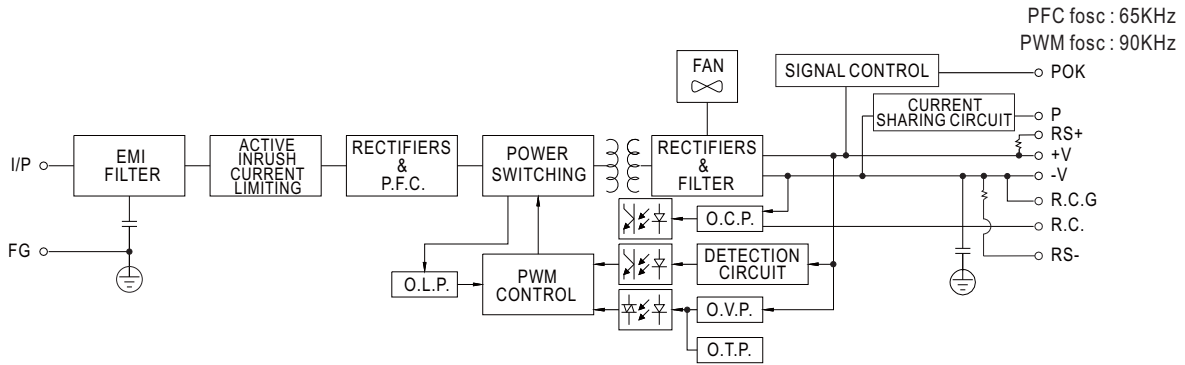 PFC fosc : 65KHz
PWM fosc : 90KHz
FAN
SIGNAL CONTROL
POK
CURRENT
SHARING CIRCUIT
P
RS+
I/P
EMI
FILTER
ACTIVE
INRUSH
CURRENT
LIMITING
RECTIFIERS
&
P.F.C.
POWER
SWITCHING
RECTIFIERS
&
FILTER
+V
-V
R.C.G
O.C.P.
R.C.
FG
RS-
DETECTION
CIRCUIT
O.L.P.
PWM
CONTROL
O.V.P.
O.T.P.